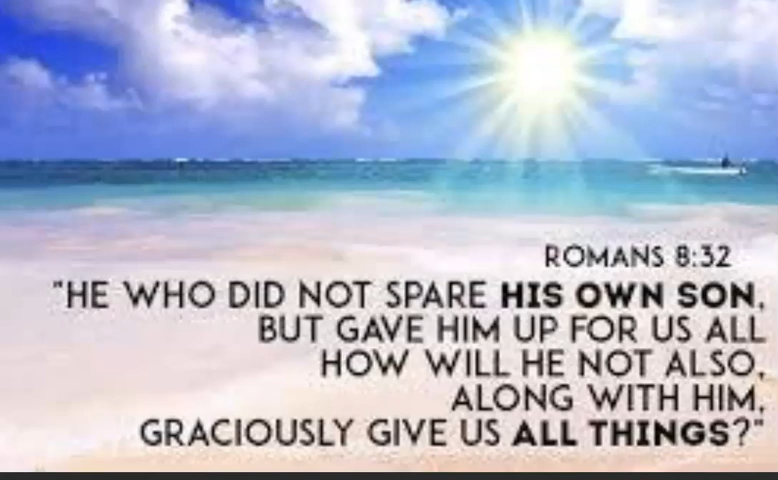 ROMANS 8:32
"HE WHO DID NOT SPARE HIS OWN SON,
BUT GAVE HIM UP FOR US ALL
HOW WILL HE NOT ALSO,
ALONG WITH HIM,
GRACIOUSLY GIVE US ALL THINGS?"